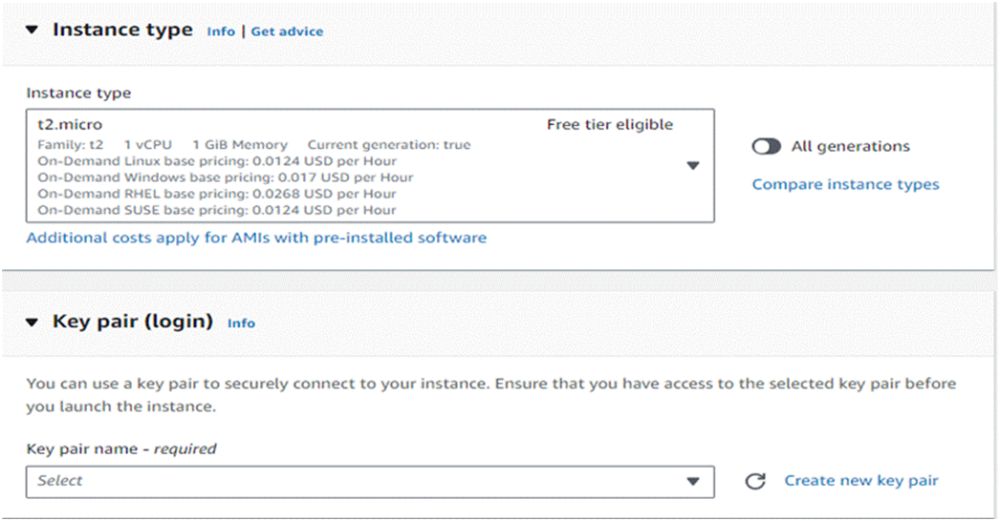 Instance type Info | Get advice
Instance type
t2.micro Free tier eligible
Family: t2 1 vCPU 1 GiB Memory Current generation: true
On-Demand Linux base pricing: 0.0124 USD per Hour
On-Demand Windows base pricing: 0.017 USD per Hour
On-Demand RHEL base pricing: 0.0268 USD per Hour
On-Demand SUSE base pricing: 0.0124 USD per Hour
All generations
Compare instance types
Additional costs apply for AMIs with pre-installed software
Key pair (login) Info
You can use a key pair to securely connect to your instance. Ensure that you have access to the selected key pair before
you launch the instance.
Key pair name - required
Select
Create new key pair